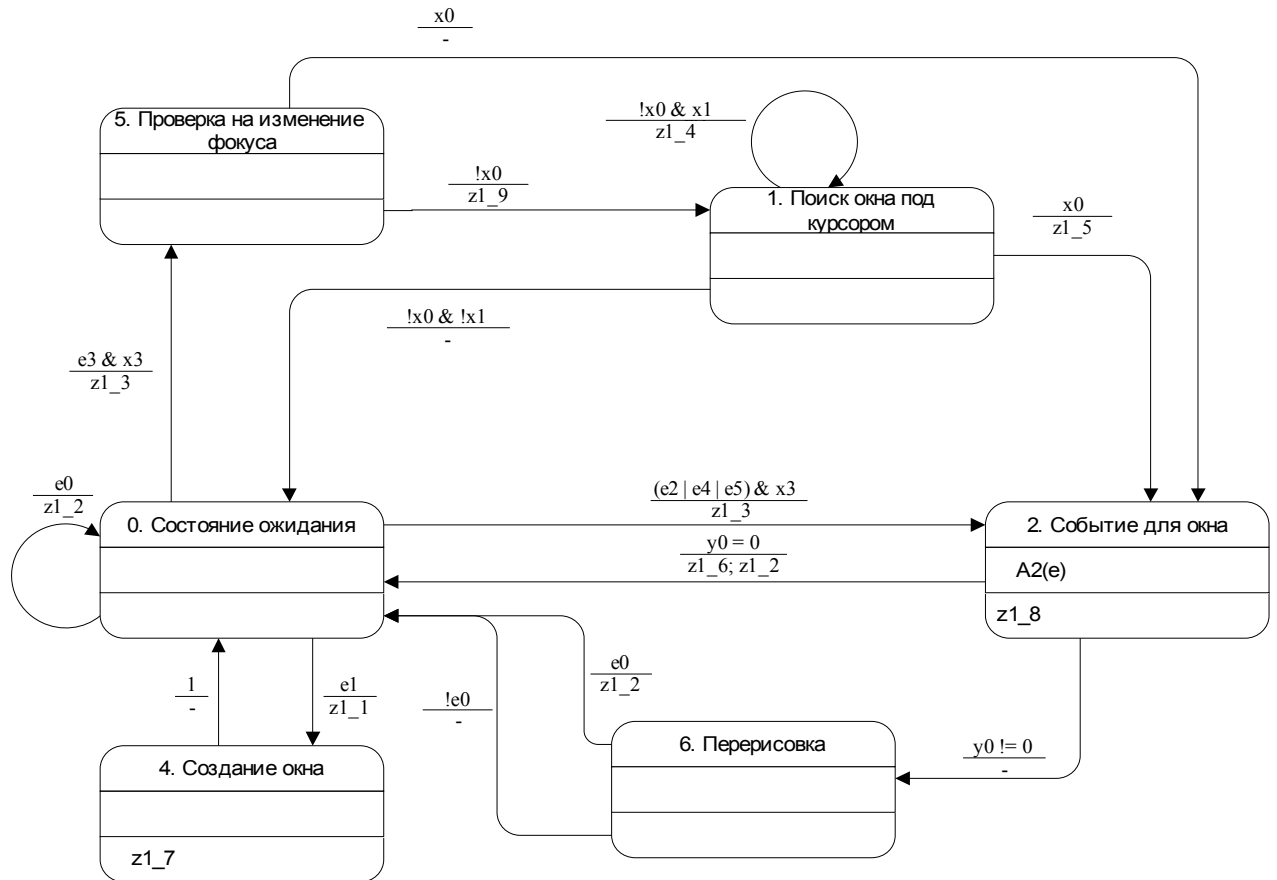 x0
-
5. Проверка на изменение
фокуса
!x0 & x1
z1_4
!x0
z1_9
1. Поиск окна под
курсором
x0
z1_5
!x0 & !x1
-
e3 & x3
z1_3
e0
z1_2
0. Состояние ожидания
(e2 | e4 | e5) & x3
z1_3
y0 = 0
z1_6; z1_2
2. Событие для окна
A2(e)
z1_8
1
-
e1
z1_1
!e0
-
e0
z1_2
6. Перерисовка
y0 != 0
-
4. Создание окна
z1_7